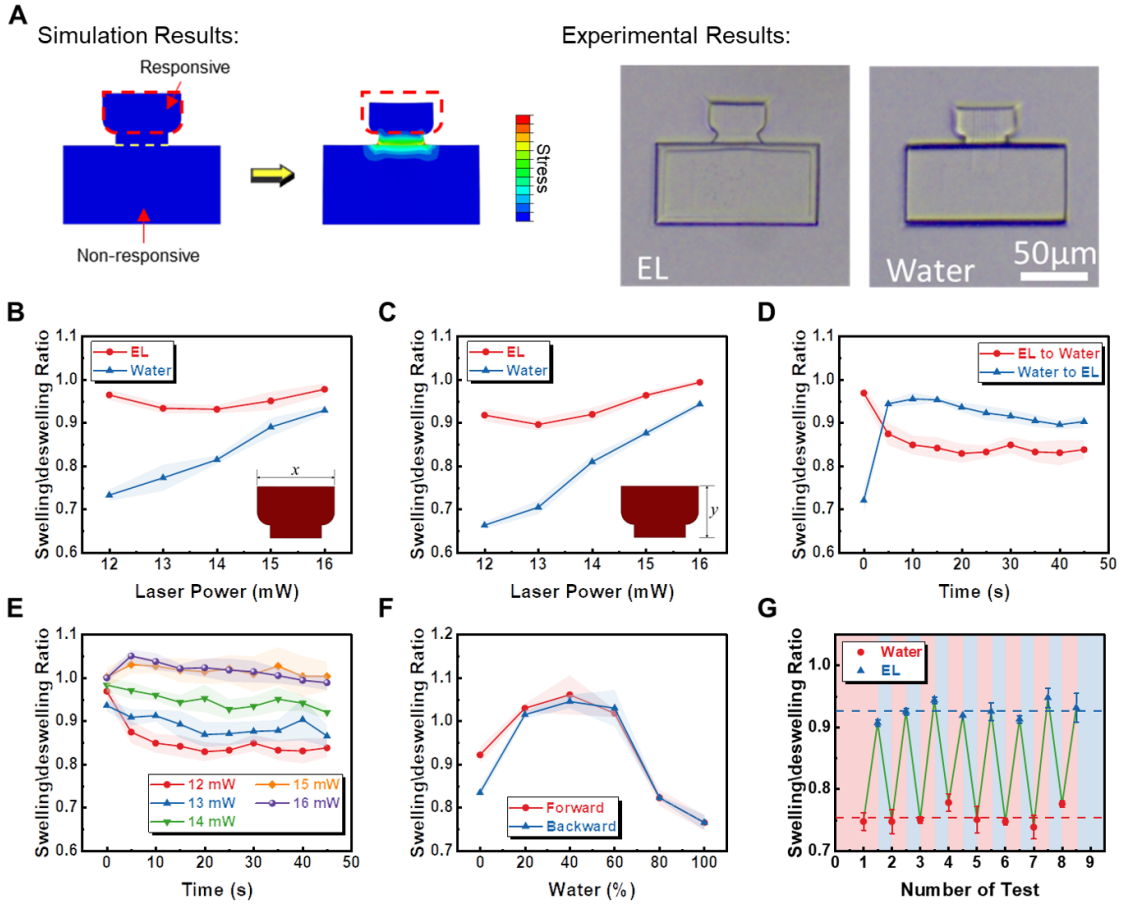 A
Simulation Results:
Experimental Results:
Responsive
Non-responsive
Stress
EL
Water
50μm
B
Swelling\deswelling Ratio
1.1
1.0
0.9
0.8
0.7
0.6
EL
Water
x
12 13 14 15 16
Laser Power (mW)
C
Swelling\deswelling Ratio
1.1
1.0
0.9
0.8
0.7
0.6
EL
Water
y
12 13 14 15 16
Laser Power (mW)
D
Swelling\deswelling Ratio
1.1
1.0
0.9
0.8
0.7
0.6
EL to Water
Water to EL
0 10 20 30 40 50
Time (s)
E
Swelling\deswelling Ratio
1.1
1.0
0.9
0.8
0.7
0.6
12 mW 15 mW
13 mW 16 mW
14 mW
0 10 20 30 40 50
Time (s)
F
Swelling\deswelling Ratio
1.2
1.1
1.0
0.9
0.8
0.7
0.6
Forward
Backward
0 20 40 60 80 100
Water (%)
G
Swelling\deswelling Ratio
1.0
0.9
0.8
0.7
Water
EL
0 1 2 3 4 5 6 7 8 9
Number of Test